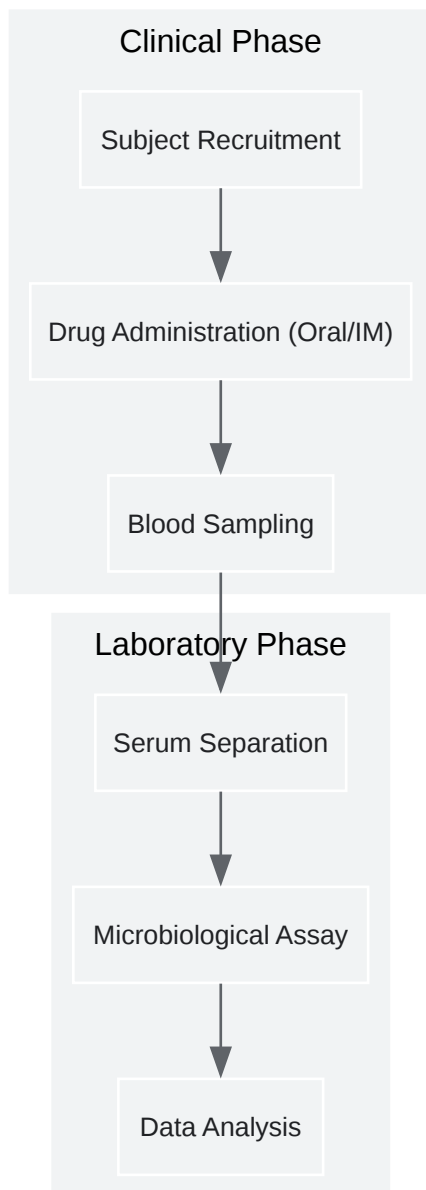 Clinical Phase
Subject Recruitment
Drug Administration (Oral/IM)
Blood Sampling
Laboratory Phase
Serum Separation
Microbiological Assay
Data Analysis